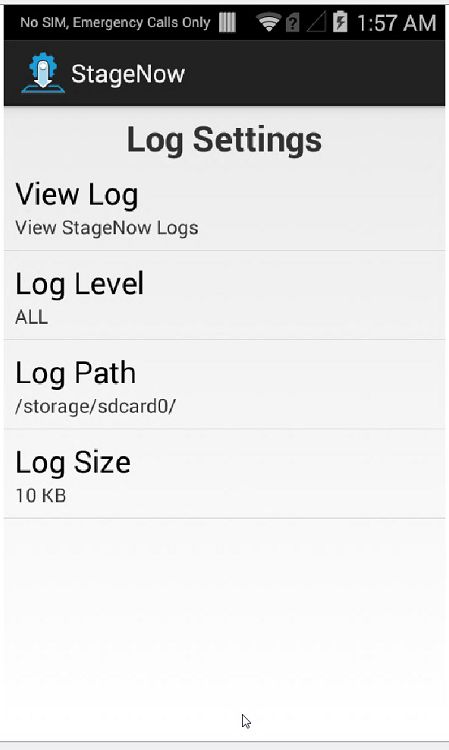 No SIM, Emergency Calls Only 1:57 AM
StageNow
Log Settings
View Log
View StageNow Logs
Log Level
ALL
Log Path
/storage/sdcard0/
Log Size
10 KB